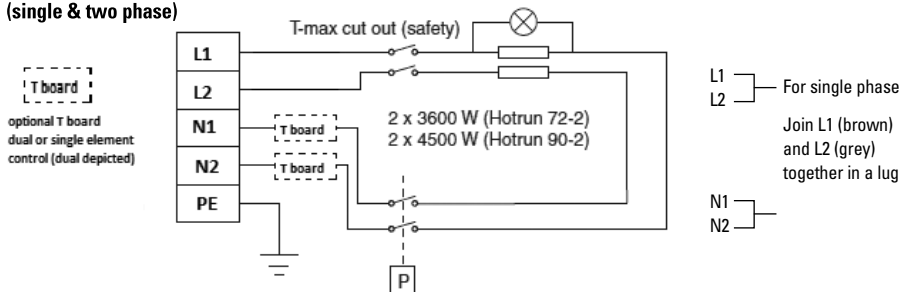 (single & two phase)
T-max cut out (safety)
L1
L2
N1
N2
PE
T board
optional T board
dual or single element
control (dual depicted)
T board
T board
2 x 3600 W (Hotrun 72-2)
2 x 4500 W (Hotrun 90-2)
P
L1
L2
For single phase
Join L1 (brown)
and L2 (grey)
together in a lug
N1
N2